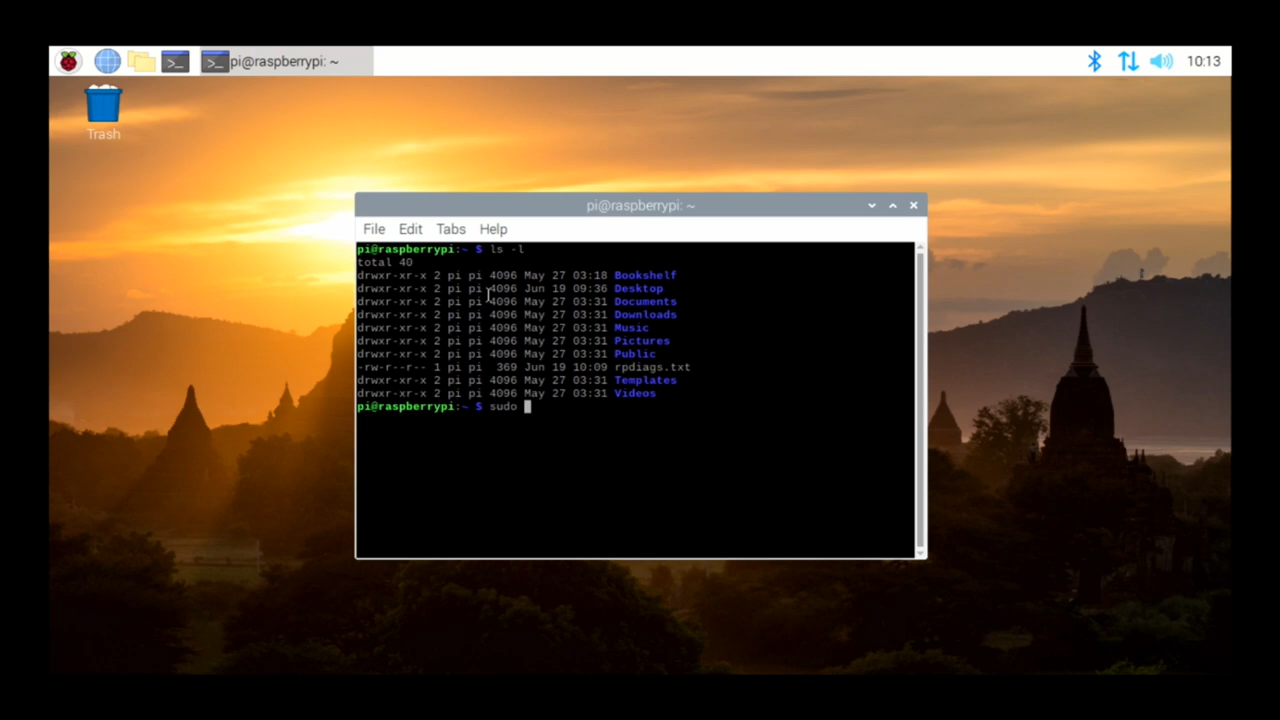 pi@raspberrypi: ~
10:13
Trash
pi@raspberrypi: ~
File Edit Tabs Help
pi@raspberrypi:~ $ ls -l
total 40
drwxr-xr-x 2 pi pi 4096 May 27 03:18 Bookshelf
drwxr-xr-x 2 pi pi 4096 Jun 19 09:36 Desktop
drwxr-xr-x 2 pi pi 4096 May 27 03:31 Documents
drwxr-xr-x 2 pi pi 4096 May 27 03:31 Downloads
drwxr-xr-x 2 pi pi 4096 May 27 03:31 Music
drwxr-xr-x 2 pi pi 4096 May 27 03:31 Pictures
drwxr-xr-x 2 pi pi 4096 May 27 03:31 Public
-rw-r--r-- 1 pi pi  369 Jun 19 10:09 rpdiags.txt
drwxr-xr-x 2 pi pi 4096 May 27 03:31 Templates
drwxr-xr-x 2 pi pi 4096 May 27 03:31 Videos
pi@raspberrypi:~ $ sudo